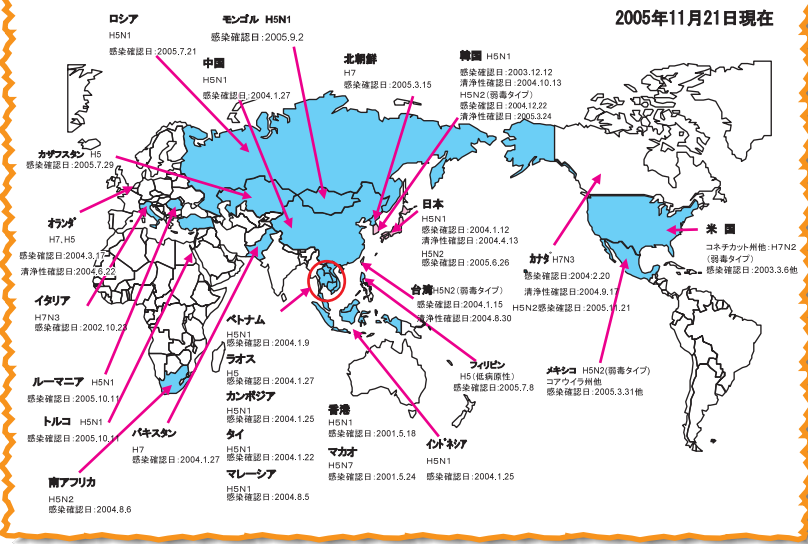 2005年11月21日現在
ロシア
H5N1
感染確認日：2005.7.21
モンゴル H5N1
感染確認日：2005.9.2
中国
H5N1
感染確認日：2004.1.27
北朝鮮
H7
感染確認日：2005.3.15
韓国 H5N1
感染確認日：2003.12.12
清浄性確認日：2004.10.13
H5N2（弱毒タイプ）
感染確認日：2004.12.22
清浄性確認日：2005.3.24
カザフスタン H5
感染確認日：2005.7.29
オランダ
H7, H5
感染確認日：2004.3.17
清浄性確認日：2004.6.22
イタリア
H7N3
感染確認日：2002.10.23
ルーマニア H5N1
感染確認日：2005.10.11
トルコ H5N1
感染確認日：2005.10.11
南アフリカ
H5N2
感染確認日：2004.8.6
パキスタン
H7
感染確認日：2004.1.27
ベトナム
H5N1
感染確認日：2004.1.9
ラオス
H5
感染確認日：2004.1.27
カンボジア
H5N1
感染確認日：2004.1.25
タイ
H5N1
感染確認日：2004.1.22
マレーシア
H5N1
感染確認日：2004.8.5
香港
H5N1
感染確認日：2001.5.18
マカオ
H5N7
感染確認日：2001.5.24
日本
H5N1
感染確認日：2004.1.12
清浄性確認日：2004.4.13
H5N2
感染確認日：2005.6.26
台湾H5N2（弱毒タイプ）
感染確認日：2004.1.15
清浄性確認日：2004.8.30
フィリピン
H5（低病原性）
感染確認日：2005.7.8
インドネシア
H5N1
感染確認日：2004.1.25
カナダ H7N3
感染確認日：2004.2.20
清浄性確認日：2004.9.17
H5N2感染確認日：2005.11.21
米 国
コネチカット州他：H7N2
（弱毒タイプ）
感染確認日：2003.3.6他
メキシコ H5N2（弱毒タイプ）
コアウイラ州他
感染確認日：2005.3.31他